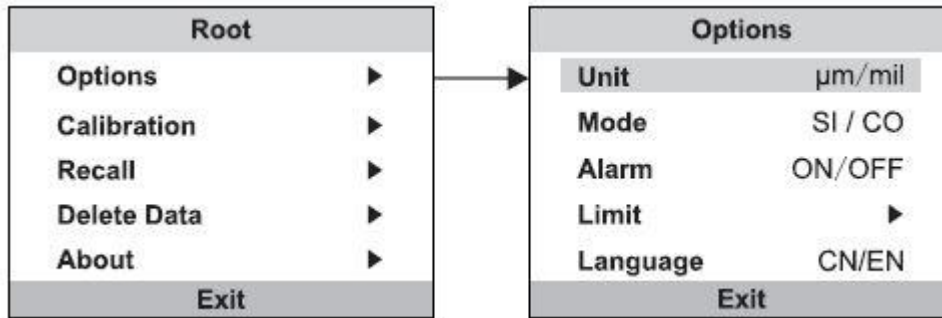 Root
Options ▶
Calibration ▶
Recall ▶
Delete Data ▶
About ▶
Exit
Options
Unit μm/mil
Mode SI / CO
Alarm ON/OFF
Limit ▶
Language CN/EN
Exit